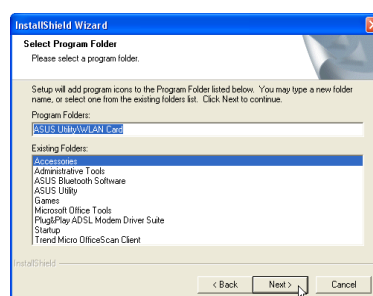 InstallShield Wizard
Select Program Folder
Please select a program folder.
Setup will add program icons to the Program Folder listed below. You may type a new folder
name, or select one from the existing folders list. Click Next to continue.
Program Folders:
ASUS Utility\WLAN Card
Existing Folders:
Accessories
Administrative Tools
ASUS Bluetooth Software
ASUS Utility
Games
Microsoft Office Tools
Plug&Play ADSL Modem Driver Suite
Startup
Trend Micro OfficeScan Client
InstallShield
< Back
Next >
Cancel